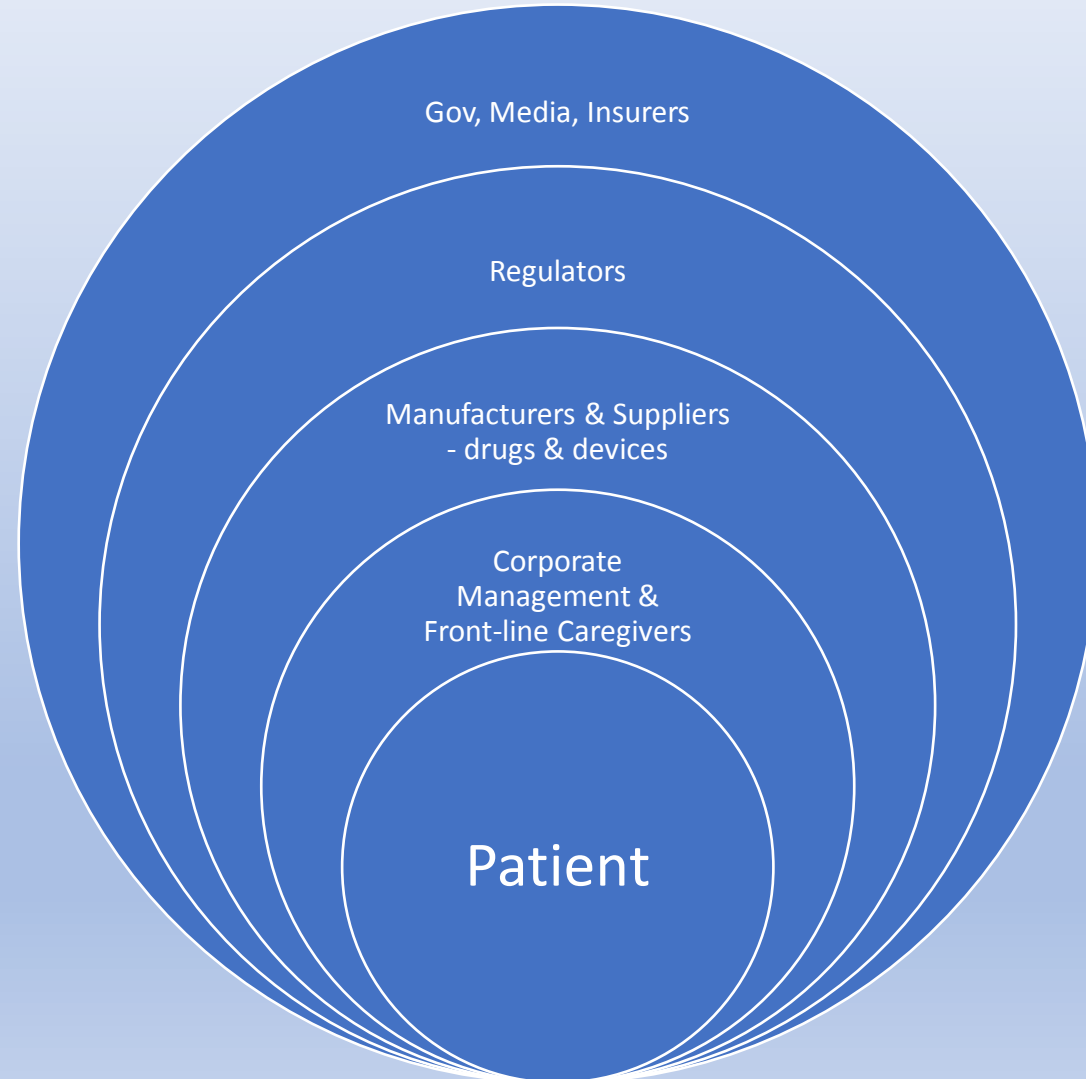 Gov, Media, Insurers
Regulators
Manufacturers & Suppliers
- drugs & devices
Corporate
Management &
Front-line Caregivers
Patient